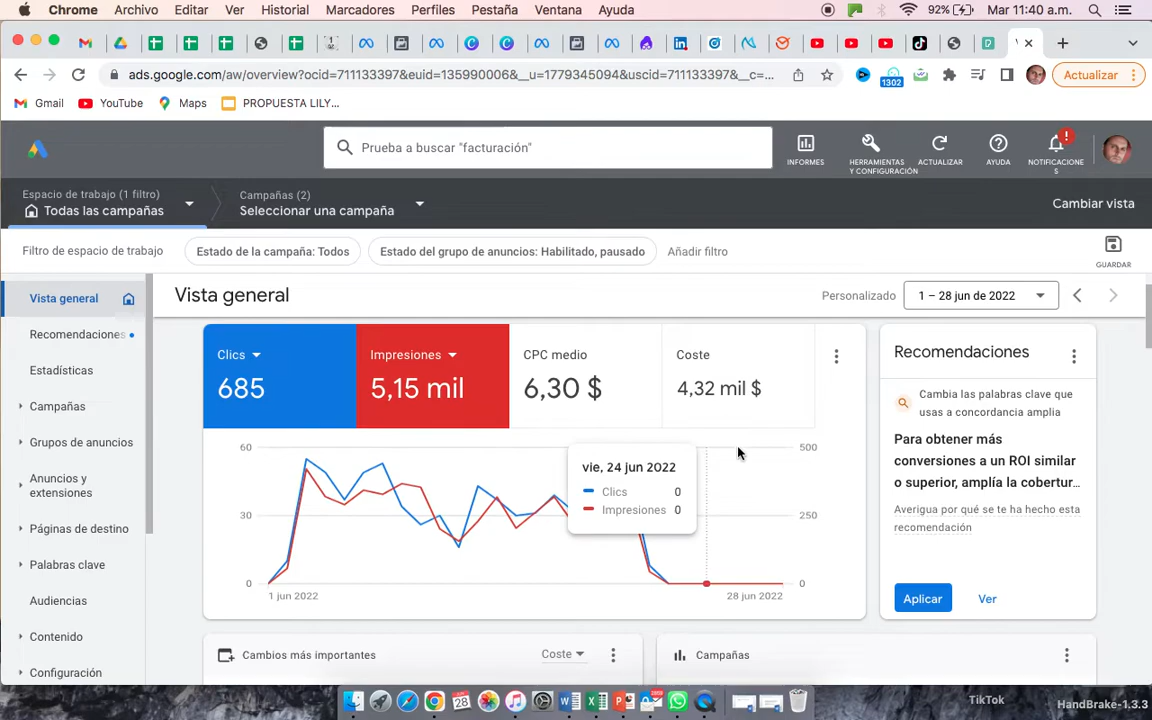 Chrome Archivo Editar Ver Historial Marcadores Perfiles Pestaña Ventana Ayuda 92% Mar 11:40 a.m.
ads.google.com/aw/overview?ocid=711133397&euid=135990006&__u=1779345094&uscid=711133397&__c=... 1302 Actualizar
Gmail YouTube Maps PROPUESTA LILY...
Prueba a buscar "facturación"
INFORMES HERRAMIENTAS Y CONFIGURACIÓN ACTUALIZAR AYUDA ! NOTIFICACIONE S
Espacio de trabajo (1 filtro) Campañas (2)
Todas las campañas Seleccionar una campaña Cambiar vista
Filtro de espacio de trabajo Estado de la campaña: Todos Estado del grupo de anuncios: Habilitado, pausado Añadir filtro GUARDAR
Vista general
Recomendaciones
Estadísticas
Campañas
Grupos de anuncios
Anuncios y
extensiones
Páginas de destino
Palabras clave
Audiencias
Contenido
Configuración
Vista general Personalizado 1 – 28 jun de 2022
Clics Impresiones CPC medio Coste
685 5,15 mil 6,30 $ 4,32 mil $
60 500
30 250
0 0
1 jun 2022 28 jun 2022
vie, 24 jun 2022
Clics 0
Impresiones 0
Recomendaciones
Cambia las palabras clave que
usas a concordancia amplia
Para obtener más
conversiones a un ROI similar
o superior, amplía la cobertur...
Averigua por qué se te ha hecho esta
recomendación
Aplicar Ver
Cambios más importantes Coste Campañas
28
TikTok
HandBrake-1.3.3